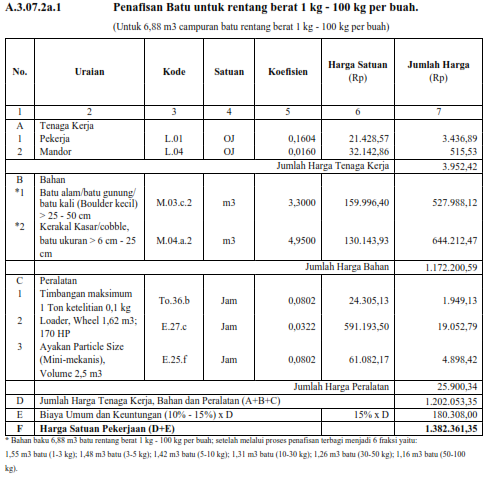 A.3.07.2a.1 Penafisan Batu untuk rentang berat 1 kg - 100 kg per buah.
(Untuk 6,88 m3 campuran batu rentang berat 1 kg - 100 kg per buah)
No. Uraian Kode Satuan Koefisien Harga Satuan (Rp) Jumlah Harga (Rp)
1 2 3 4 5 6 7
A Tenaga Kerja
1 Pekerja L.01 OJ 0,1604 21.428,57 3.436,89
2 Mandor L.04 OJ 0,0160 32.142,86 515,53
Jumlah Harga Tenaga Kerja 3.952,42
B Bahan
*1 Batu alam/batu gunung/
batu kali (Boulder kecil) M.03.c.2 m3 3,3000 159.996,40 527.988,12
> 25 - 50 cm
*2 Kerakal Kasar/cobble,
batu ukuran > 6 cm - 25 M.04.a.2 m3 4,9500 130.143,93 644.212,47
cm
Jumlah Harga Bahan 1.172.200,59
C Peralatan
1 Timbangan maksimum
1 Ton ketelitian 0,1 kg To.36.b Jam 0,0802 24.305,13 1.949,13
2 Loader, Wheel 1,62 m3;
170 HP E.27.c Jam 0,0322 591.193,50 19.052,79
3 Ayakan Particle Size
(Mini-mekanis), E.25.f Jam 0,0802 61.082,17 4.898,42
Volume 2,5 m3
Jumlah Harga Peralatan 25.900,34
D Jumlah Harga Tenaga Kerja, Bahan dan Peralatan (A+B+C) 1.202.053,35
E Biaya Umum dan Keuntungan (10% - 15%) x D 15% x D 180.308,00
F Harga Satuan Pekerjaan (D+E) 1.382.361,35
* Bahan baku 6,88 m3 batu rentang berat 1 kg - 100 kg per buah; setelah melalui proses penafisan terbagi menjadi 6 fraksi yaitu:
1,55 m3 batu (1-3 kg); 1,48 m3 batu (3-5 kg); 1,42 m3 batu (5-10 kg); 1,31 m3 batu (10-30 kg); 1,26 m3 batu (30-50 kg); 1,16 m3 batu (50-100
kg).